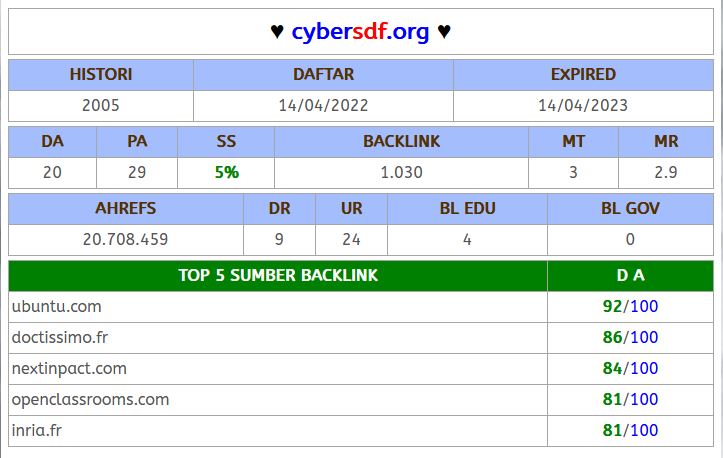 ♥ cybersdf.org ♥
HISTORI DAFTAR EXPIRED
2005 14/04/2022 14/04/2023
DA PA SS BACKLINK MT MR
20 29 5% 1.030 3 2.9
AHREFS DR UR BL EDU BL GOV
20.708.459 9 24 4 0
TOP 5 SUMBER BACKLINK D A
ubuntu.com 92/100
doctissimo.fr 86/100
nextinpact.com 84/100
openclassrooms.com 81/100
inria.fr 81/100